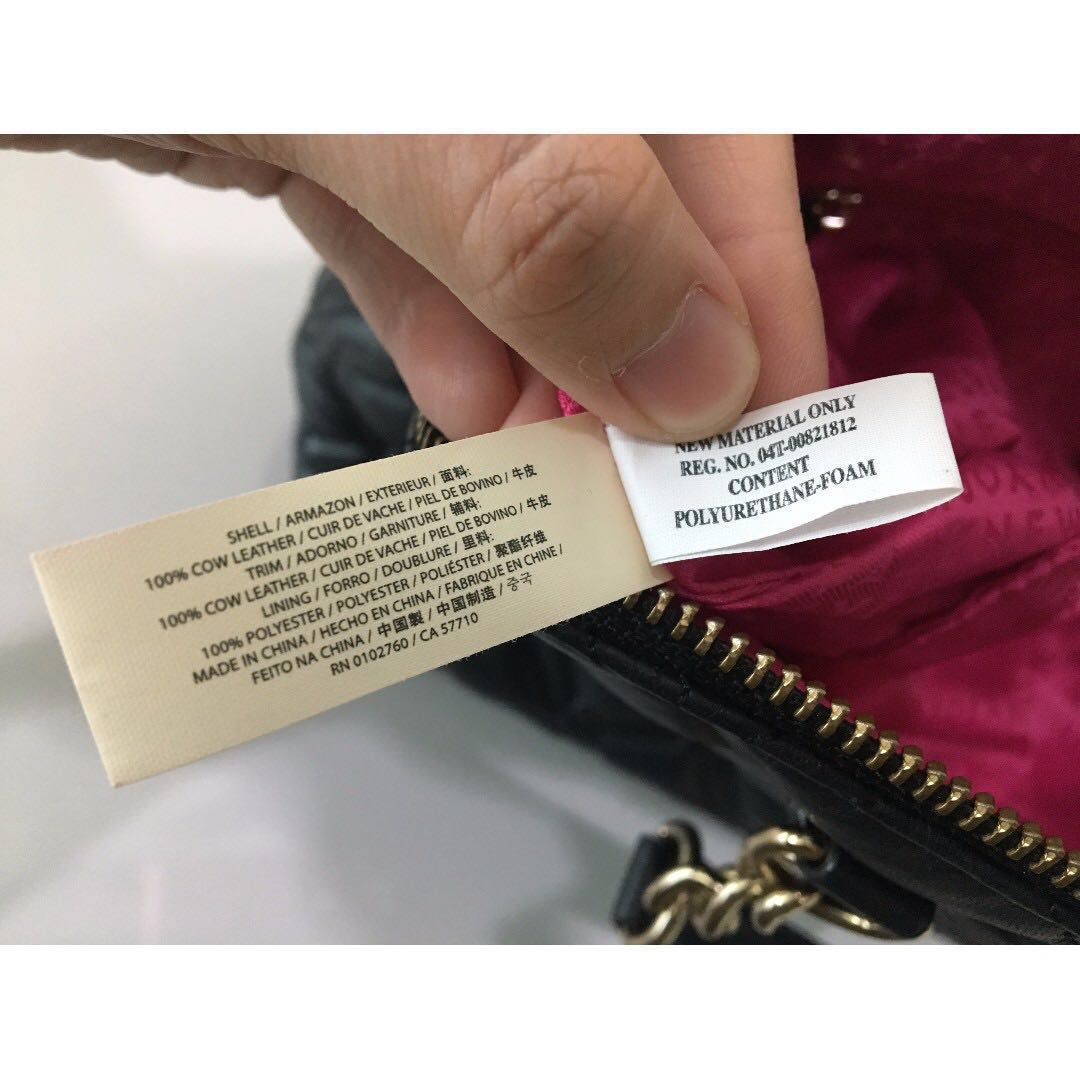 SHELL / ARMAZON / EXTERIEUR / 面料:
100% COW LEATHER / CUIR DE VACHE / PIEL DE BOVINO / 牛皮
TRIM / ADORNO / GARNITURE / 辅料:
100% COW LEATHER / CUIR DE VACHE / PIEL DE BOVINO / 牛皮
LINING / FORRO / DOUBLURE / 里料:
100% POLYESTER / POLYESTER / POLIÉSTER / 聚酯纤维
MADE IN CHINA / HECHO EN CHINA / FABRIQUE EN CHINE /
FEITO NA CHINA / 中國製 / 中国制造 / 중국
RN 0102760 / CA 57710
NEW MATERIAL ONLY
REG. NO. 04T-00821812
CONTENT
POLYURETHANE-FOAM